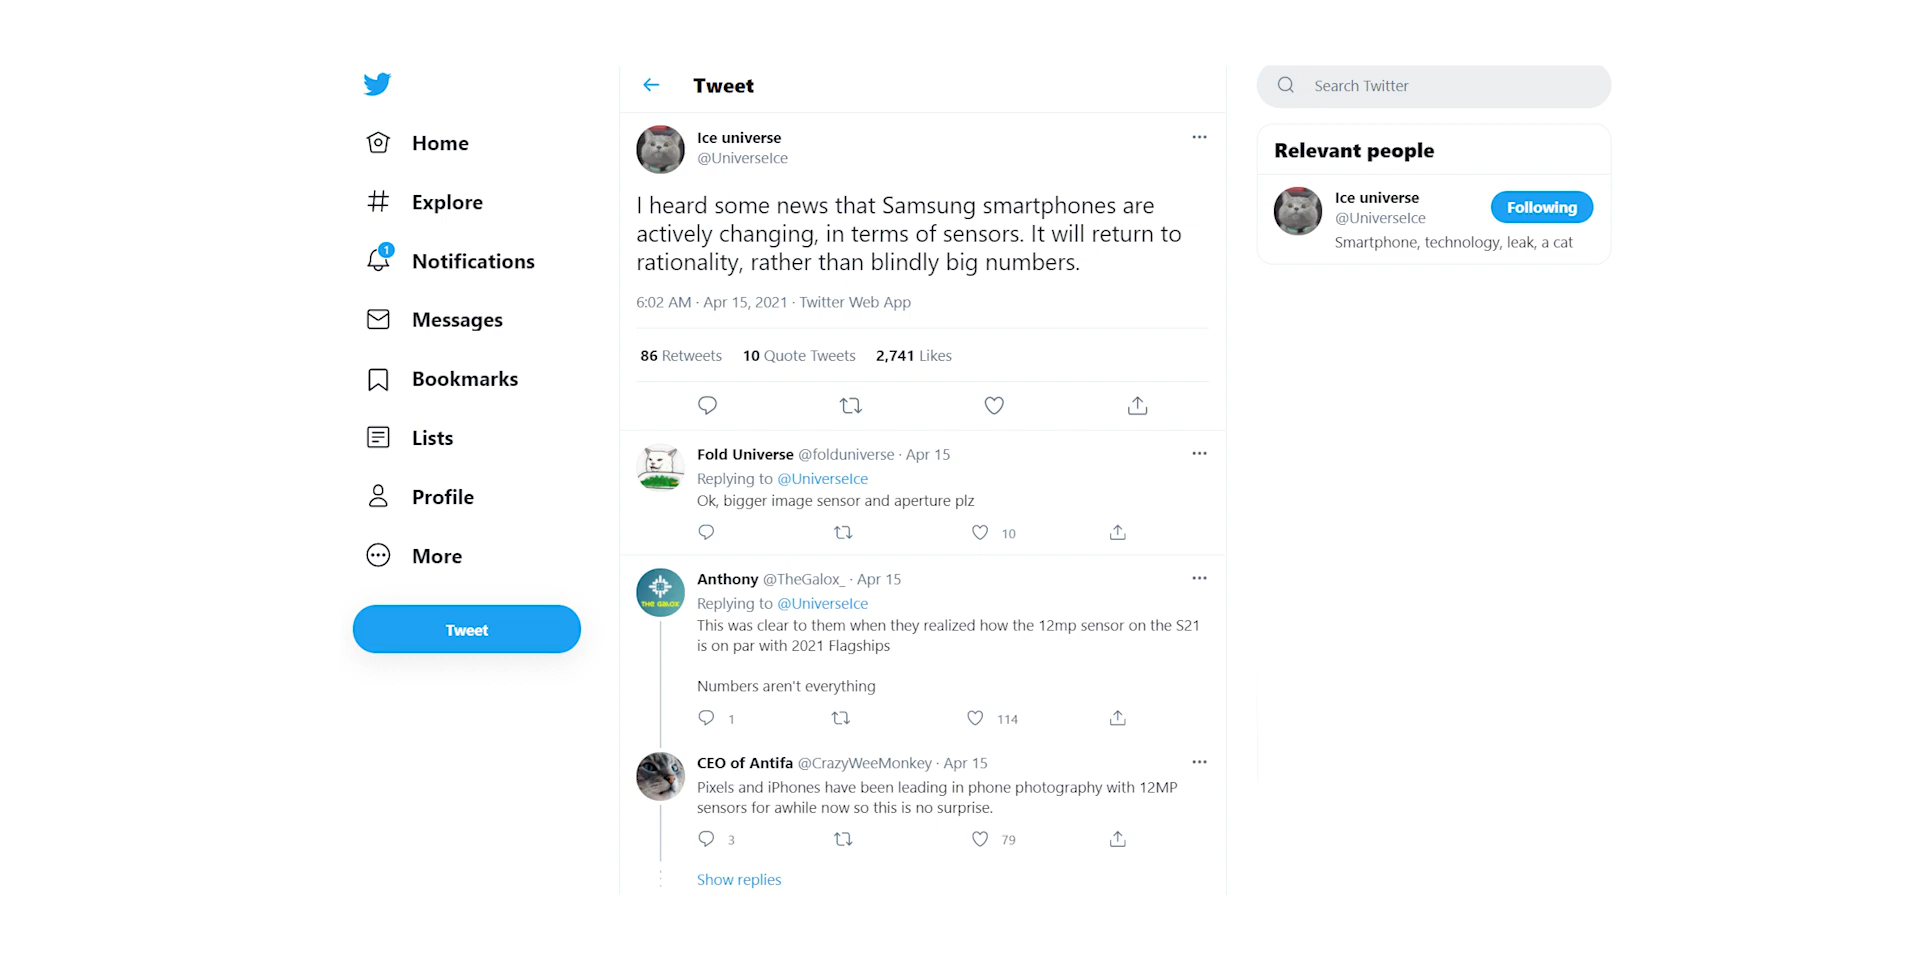 Home
Explore
1
Notifications
Messages
Bookmarks
Lists
Profile
More
Tweet
Tweet
Ice universe
@UniverseIce
I heard some news that Samsung smartphones are
actively changing, in terms of sensors. It will return to
rationality, rather than blindly big numbers.
6:02 AM · Apr 15, 2021 · Twitter Web App
86 Retweets 10 Quote Tweets 2,741 Likes
Fold Universe @folduniverse · Apr 15
Replying to @UniverseIce
Ok, bigger image sensor and aperture plz
10
THE GALOX
Anthony @TheGalox_ · Apr 15
Replying to @UniverseIce
This was clear to them when they realized how the 12mp sensor on the S21
is on par with 2021 Flagships
Numbers aren't everything
1 114
CEO of Antifa @CrazyWeeMonkey · Apr 15
Pixels and iPhones have been leading in phone photography with 12MP
sensors for awhile now so this is no surprise.
3 79
Show replies
Search Twitter
Relevant people
Ice universe
@UniverseIce
Following
Smartphone, technology, leak, a cat